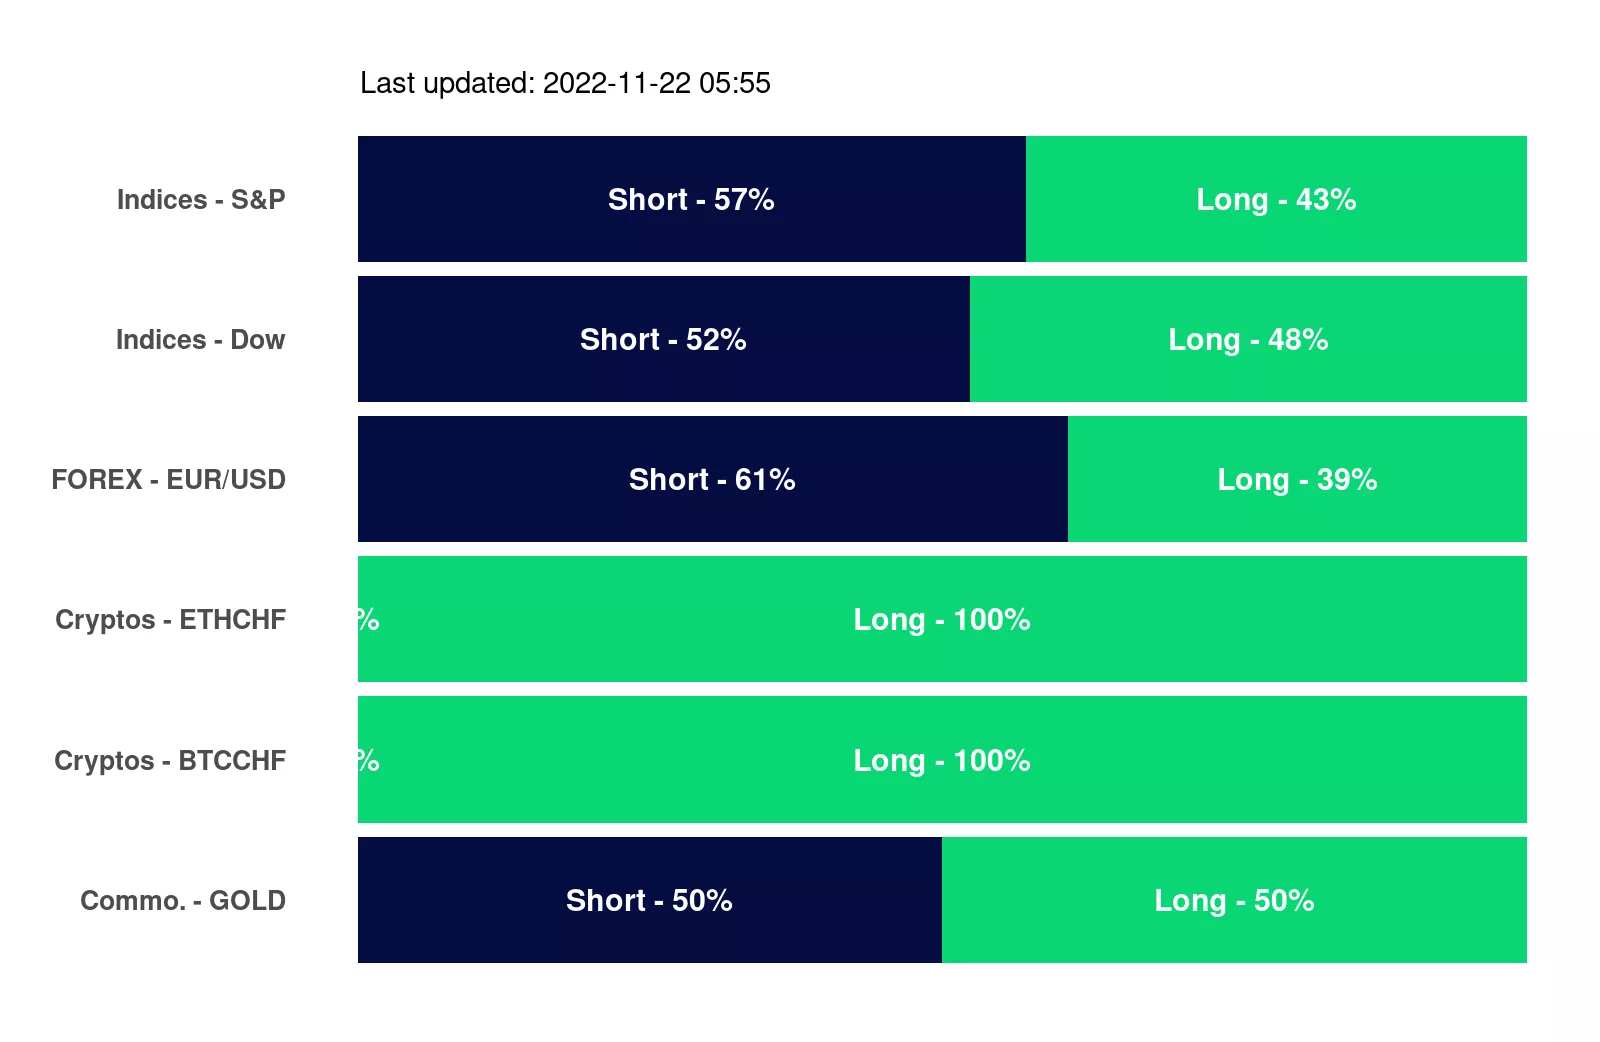 Last updated: 2022-11-22 05:55
Indices - S&P Short - 57% Long - 43%
Indices - Dow Short - 52% Long - 48%
FOREX - EUR/USD Short - 61% Long - 39%
Cryptos - ETHCHF % Long - 100%
Cryptos - BTCCHF % Long - 100%
Commo. - GOLD Short - 50% Long - 50%